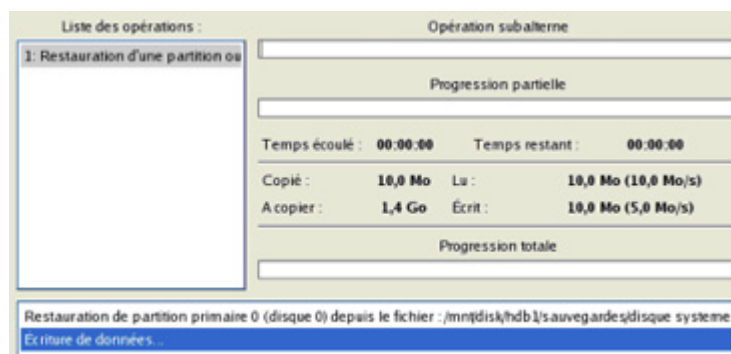 Liste des opérations :
1: Restauration d'une partition ou
Opération subalterne
Progression partielle
Temps écoulé : 00:00:00 Temps restant : 00:00:00
Copié : 10,0 Mo Lu : 10,0 Mo (10,0 Mo/s)
A copier : 1,4 Go Écrit : 10,0 Mo (5,0 Mo/s)
Progression totale
Restauration de partition primaire 0 (disque 0) depuis le fichier : /mnt/disk/hdb1/sauvegardes/disque systeme
Écriture de données...